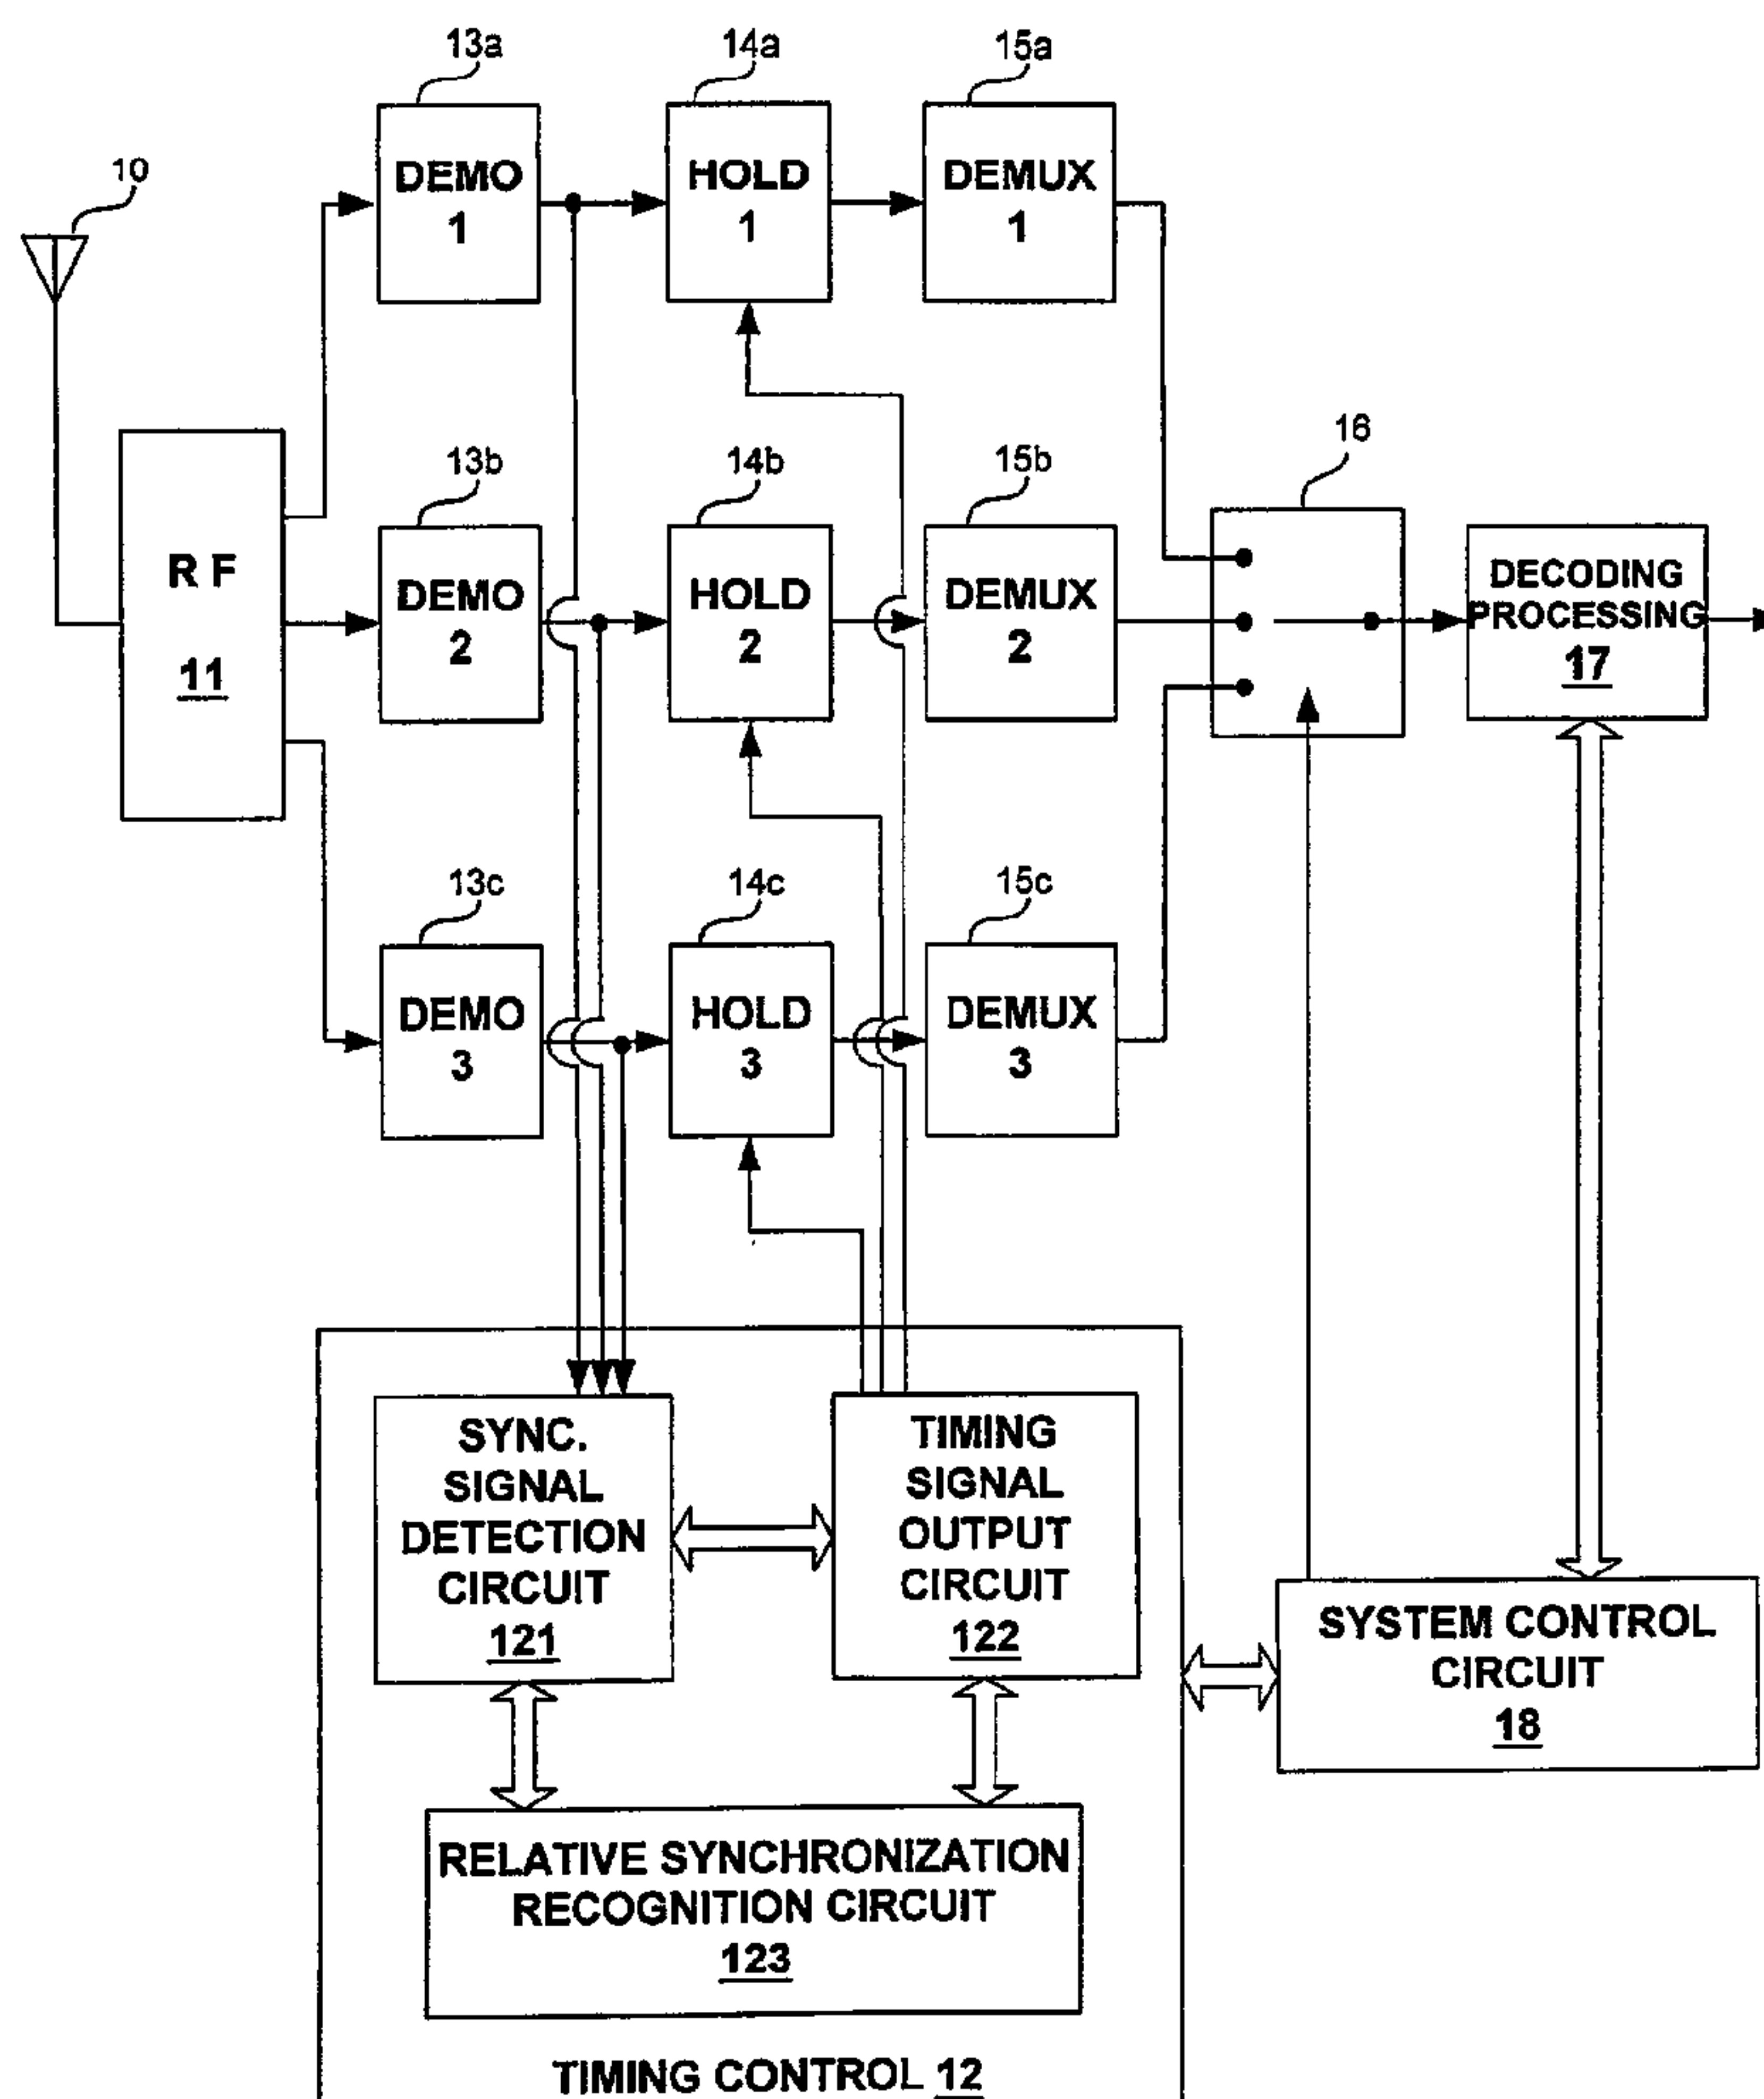 13a
14a
15a
10
DEMO
1
HOLD
1
DEMUX
1
16
13b
14b
15b
R F
11
DEMO
2
HOLD
2
DEMUX
2
DECODING
PROCESSING
17
13c
14c
15c
DEMO
3
HOLD
3
DEMUX
3
SYNC.
SIGNAL
DETECTION
CIRCUIT
121
TIMING
SIGNAL
OUTPUT
CIRCUIT
122
SYSTEM CONTROL
CIRCUIT
18
RELATIVE SYNCHRONIZATION
RECOGNITION CIRCUIT
123
TIMING CONTROL 12